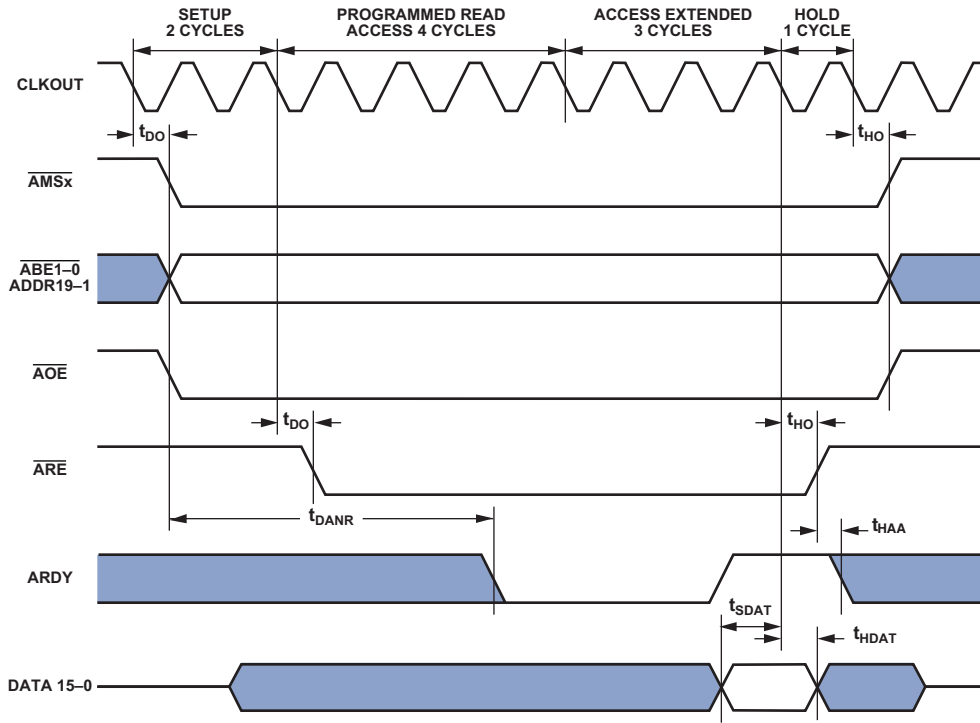 SETUP
2 CYCLES
PROGRAMMED READ
ACCESS 4 CYCLES
ACCESS EXTENDED
3 CYCLES
HOLD
1 CYCLE
CLKOUT
tDO
tHO
AMSx
ABE1–0
ADDR19–1
AOE
tDO
tHO
ARE
tDANR
tHAA
ARDY
tSDAT
tHDAT
DATA 15–0